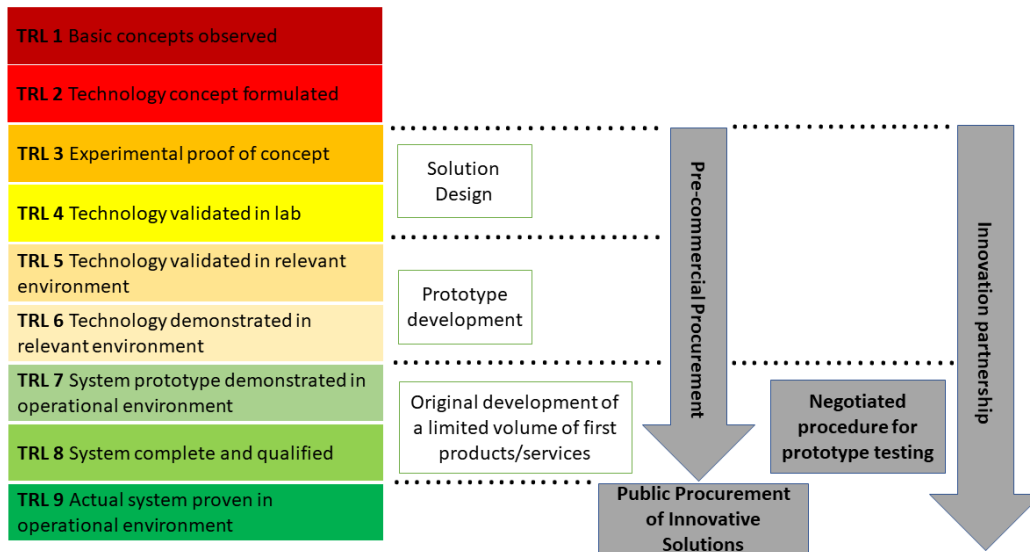 TRL 1 Basic concepts observed
TRL 2 Technology concept formulated
TRL 3 Experimental proof of concept
TRL 4 Technology validated in lab
TRL 5 Technology validated in relevant
environment
TRL 6 Technology demonstrated in
relevant environment
TRL 7 System prototype demonstrated in
operational environment
TRL 8 System complete and qualified
TRL 9 Actual system proven in
operational environment
Solution
Design
Prototype
development
Original development of
a limited volume of first
products/services
Pre-commercial Procurement
Public Procurement
of Innovative
Solutions
Negotiated
procedure for
prototype testing
Innovation partnership